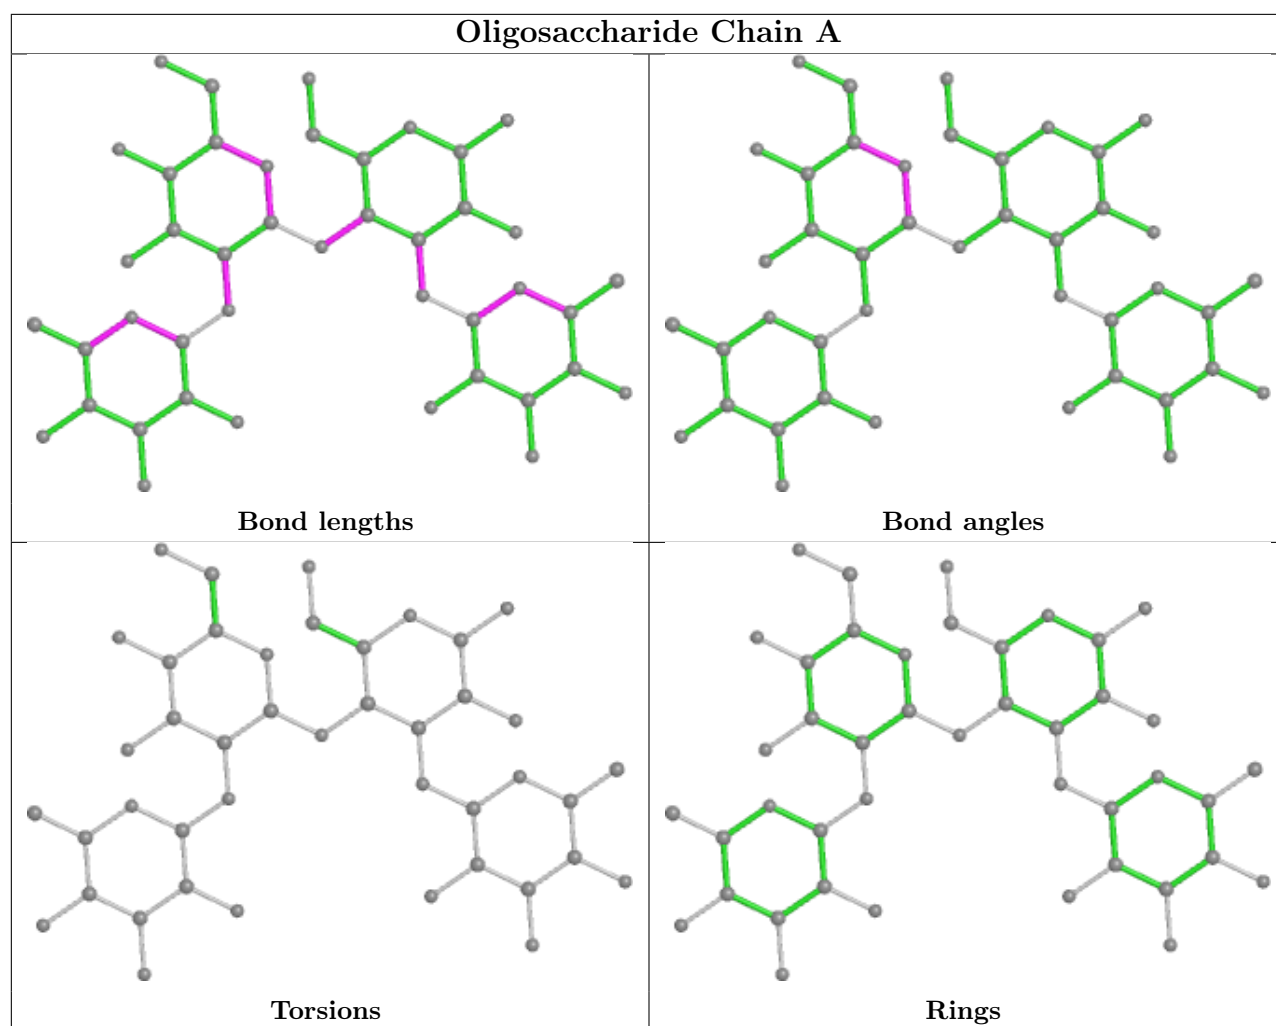 Oligosaccharide Chain A
Bond lengths
Bond angles
Torsions
Rings